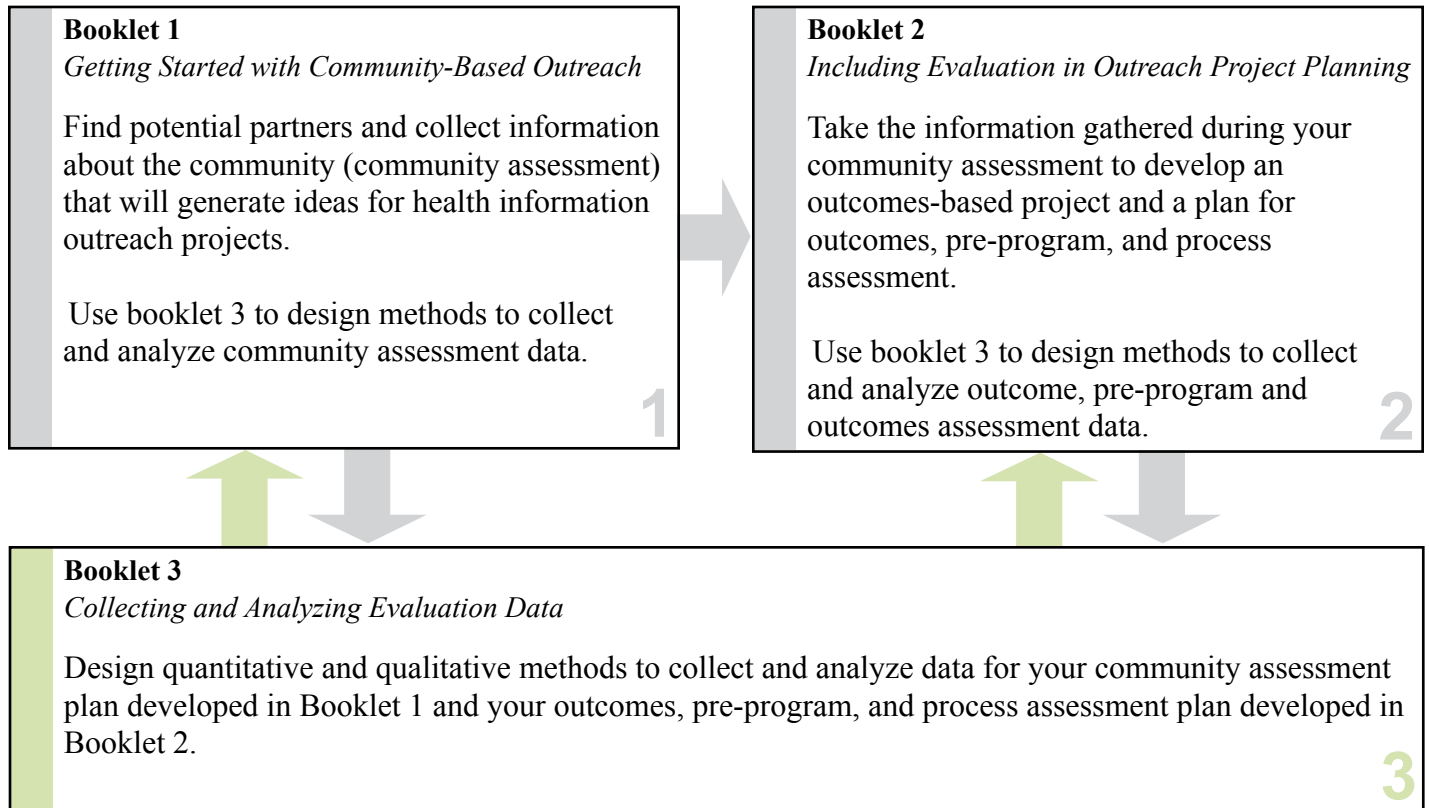 Booklet 1
Getting Started with Community-Based Outreach
Find potential partners and collect information
about the community (community assessment)
that will generate ideas for health information
outreach projects.
Use booklet 3 to design methods to collect
and analyze community assessment data.
1
Booklet 2
Including Evaluation in Outreach Project Planning
Take the information gathered during your
community assessment to develop an
outcomes-based project and a plan for
outcomes, pre-program, and process
assessment.
Use booklet 3 to design methods to collect
and analyze outcome, pre-program and
outcomes assessment data.
2
Booklet 3
Collecting and Analyzing Evaluation Data
Design quantitative and qualitative methods to collect and analyze data for your community assessment
plan developed in Booklet 1 and your outcomes, pre-program, and process assessment plan developed in
Booklet 2.
3